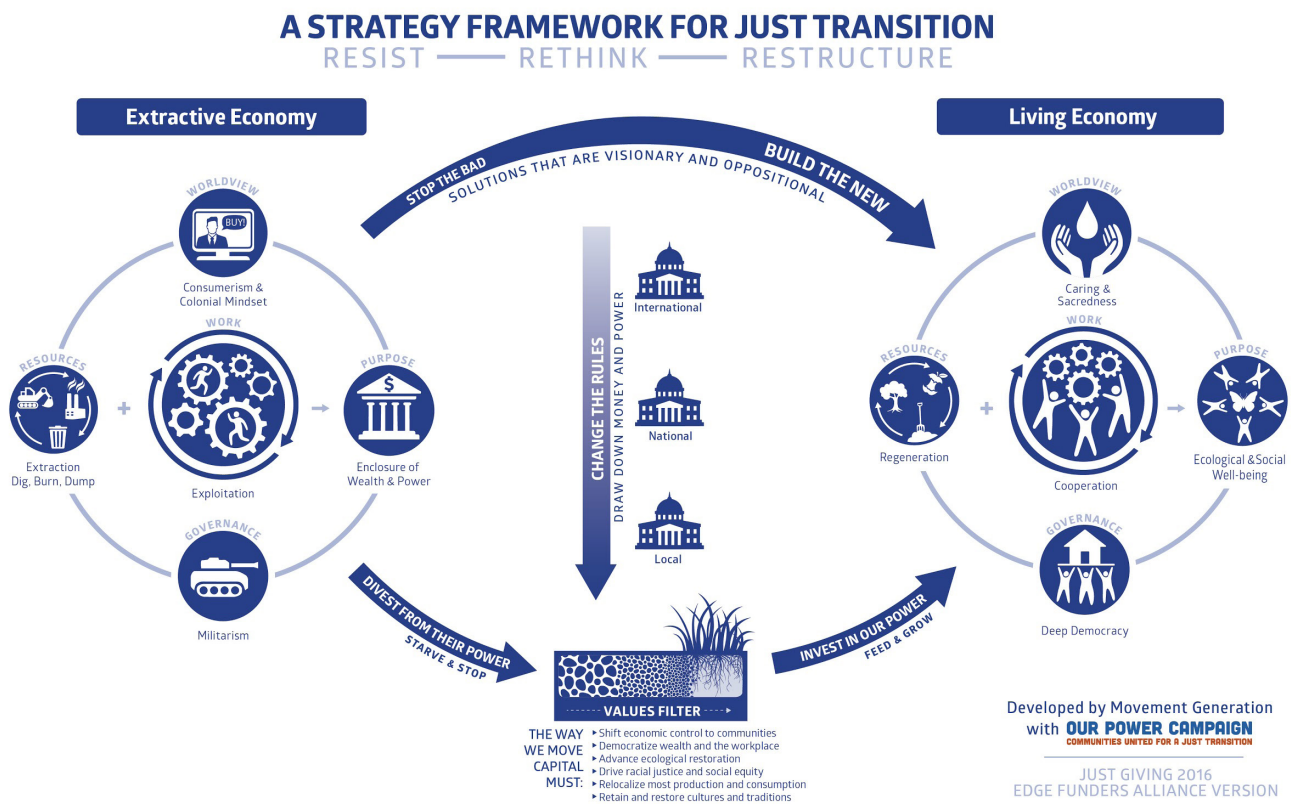 A STRATEGY FRAMEWORK FOR JUST TRANSITION
RESIST — RETHINK — RESTRUCTURE
Extractive Economy
WORLDVIEW
BUY!
Consumerism &
Colonial Mindset
RESOURCES
Extraction
Dig, Burn, Dump
+
WORK
Exploitation
PURPOSE
$
Enclosure of
Wealth & Power
GOVERNANCE
Militarism
STOP THE BAD
BUILD THE NEW
SOLUTIONS THAT ARE VISIONARY AND OPPOSITIONAL
CHANGE THE RULES
DRAW DOWN MONEY AND POWER
International
National
Local
DIVEST FROM THEIR POWER
STARVE & STOP
VALUES FILTER
THE WAY
WE MOVE
CAPITAL
MUST:
Shift economic control to communities
Democratize wealth and the workplace
Advance ecological restoration
Drive racial justice and social equity
Relocalize most production and consumption
Retain and restore cultures and traditions
INVEST IN OUR POWER
FEED & GROW
Living Economy
WORLDVIEW
Caring &
Sacredness
RESOURCES
Regeneration
+
WORK
Cooperation
PURPOSE
Ecological & Social
Well-being
GOVERNANCE
Deep Democracy
Developed by Movement Generation
with OUR POWER CAMPAIGN
COMMUNITIES UNITED FOR A JUST TRANSITION
JUST GIVING 2016
EDGE FUNDERS ALLIANCE VERSION